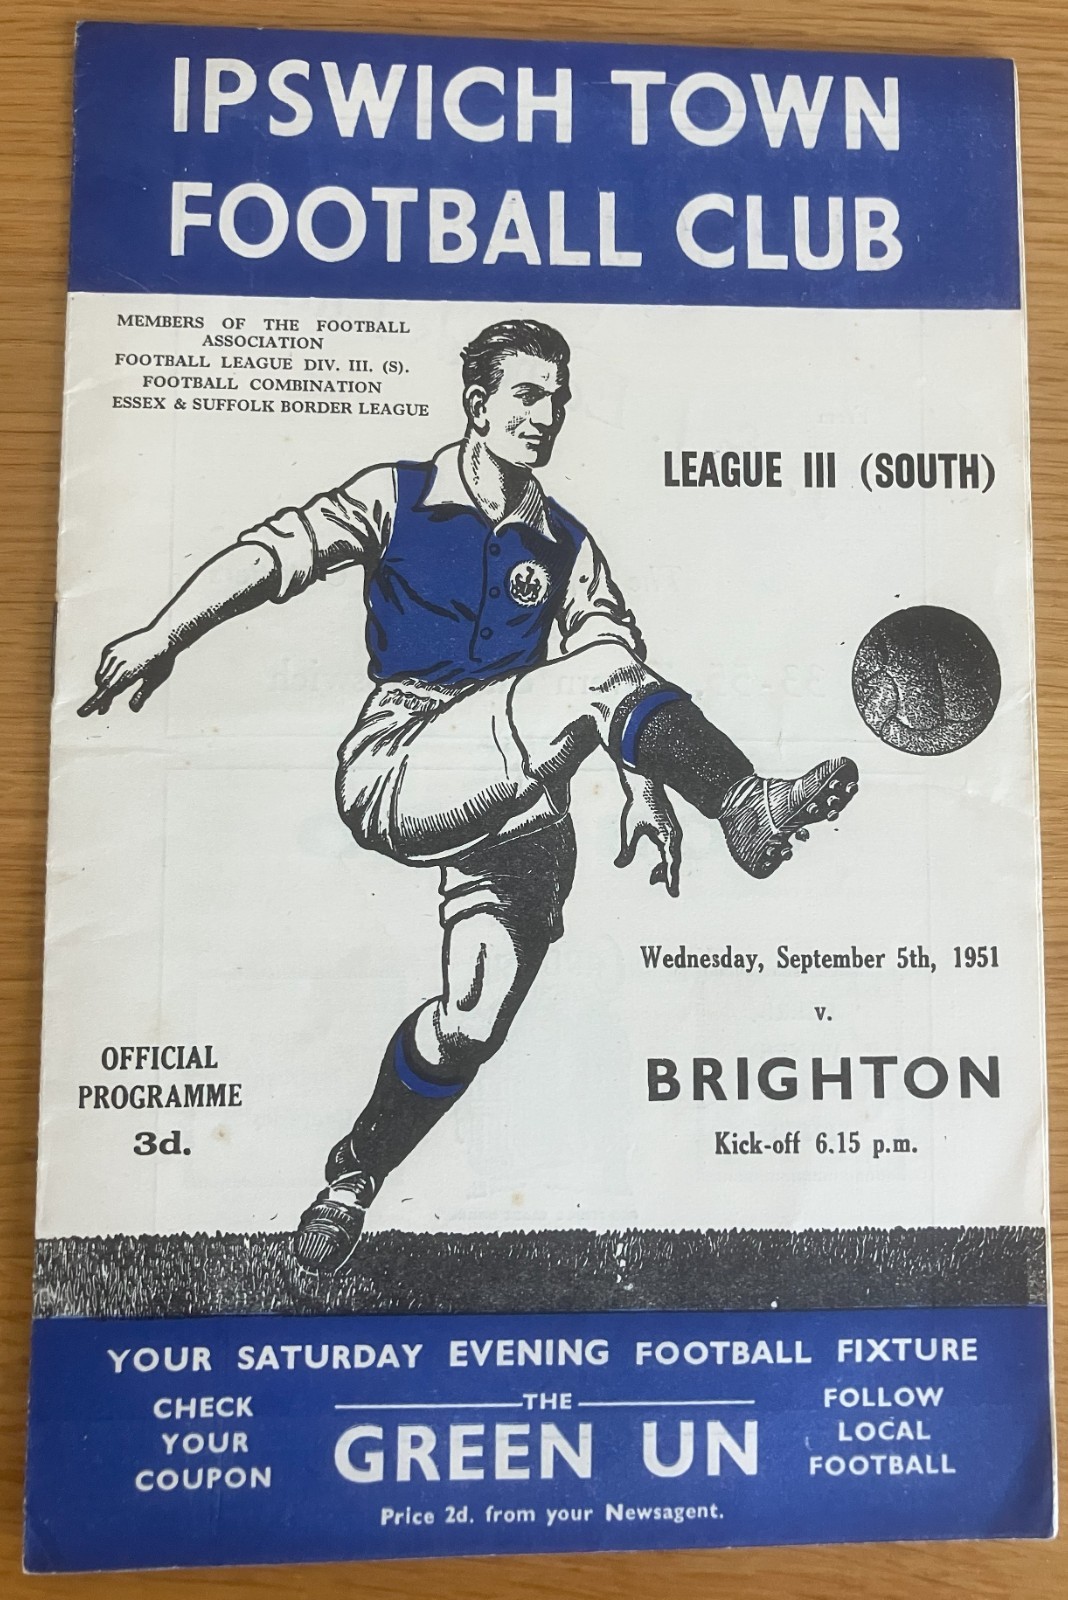 IPSWICH TOWN
FOOTBALL CLUB
MEMBERS OF THE FOOTBALL
ASSOCIATION
FOOTBALL LEAGUE DIV. III. (S).
FOOTBALL COMBINATION
ESSEX & SUFFOLK BORDER LEAGUE
LEAGUE III (SOUTH)
Wednesday, September 5th, 1951
v.
BRIGHTON
Kick-off 6.15 p.m.
OFFICIAL
PROGRAMME
3d.
YOUR SATURDAY EVENING FOOTBALL FIXTURE
CHECK
YOUR
COUPON
THE
GREEN UN
FOLLOW
LOCAL
FOOTBALL
Price 2d. from your Newsagent.